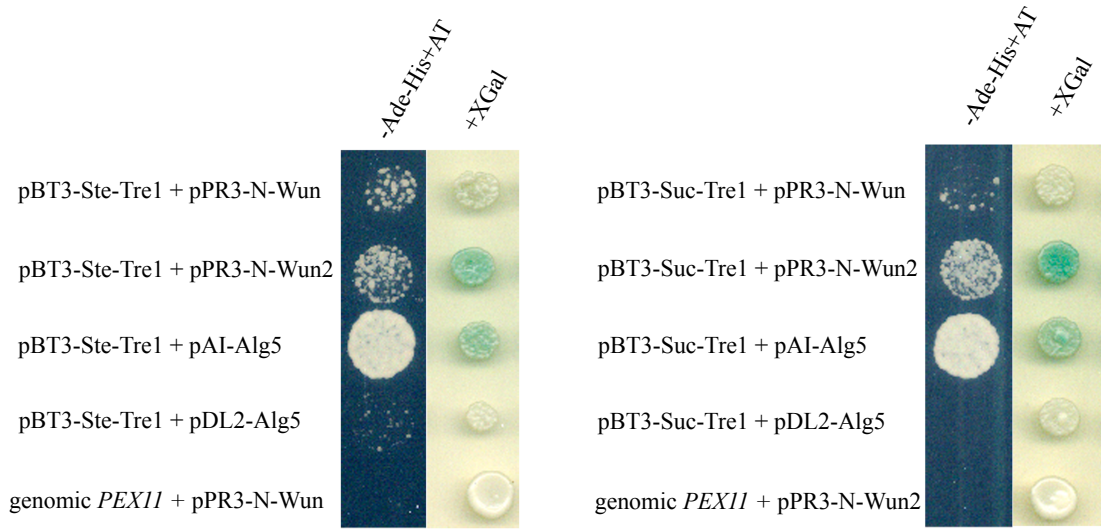 -Ade-His+AT
+XGal
pBT3-Ste-Tre1 + pPR3-N-Wun
pBT3-Ste-Tre1 + pPR3-N-Wun2
pBT3-Ste-Tre1 + pAI-Alg5
pBT3-Ste-Tre1 + pDL2-Alg5
genomic PEX11 + pPR3-N-Wun
-Ade-His+AT
+XGal
pBT3-Suc-Tre1 + pPR3-N-Wun
pBT3-Suc-Tre1 + pPR3-N-Wun2
pBT3-Suc-Tre1 + pAI-Alg5
pBT3-Suc-Tre1 + pDL2-Alg5
genomic PEX11 + pPR3-N-Wun2